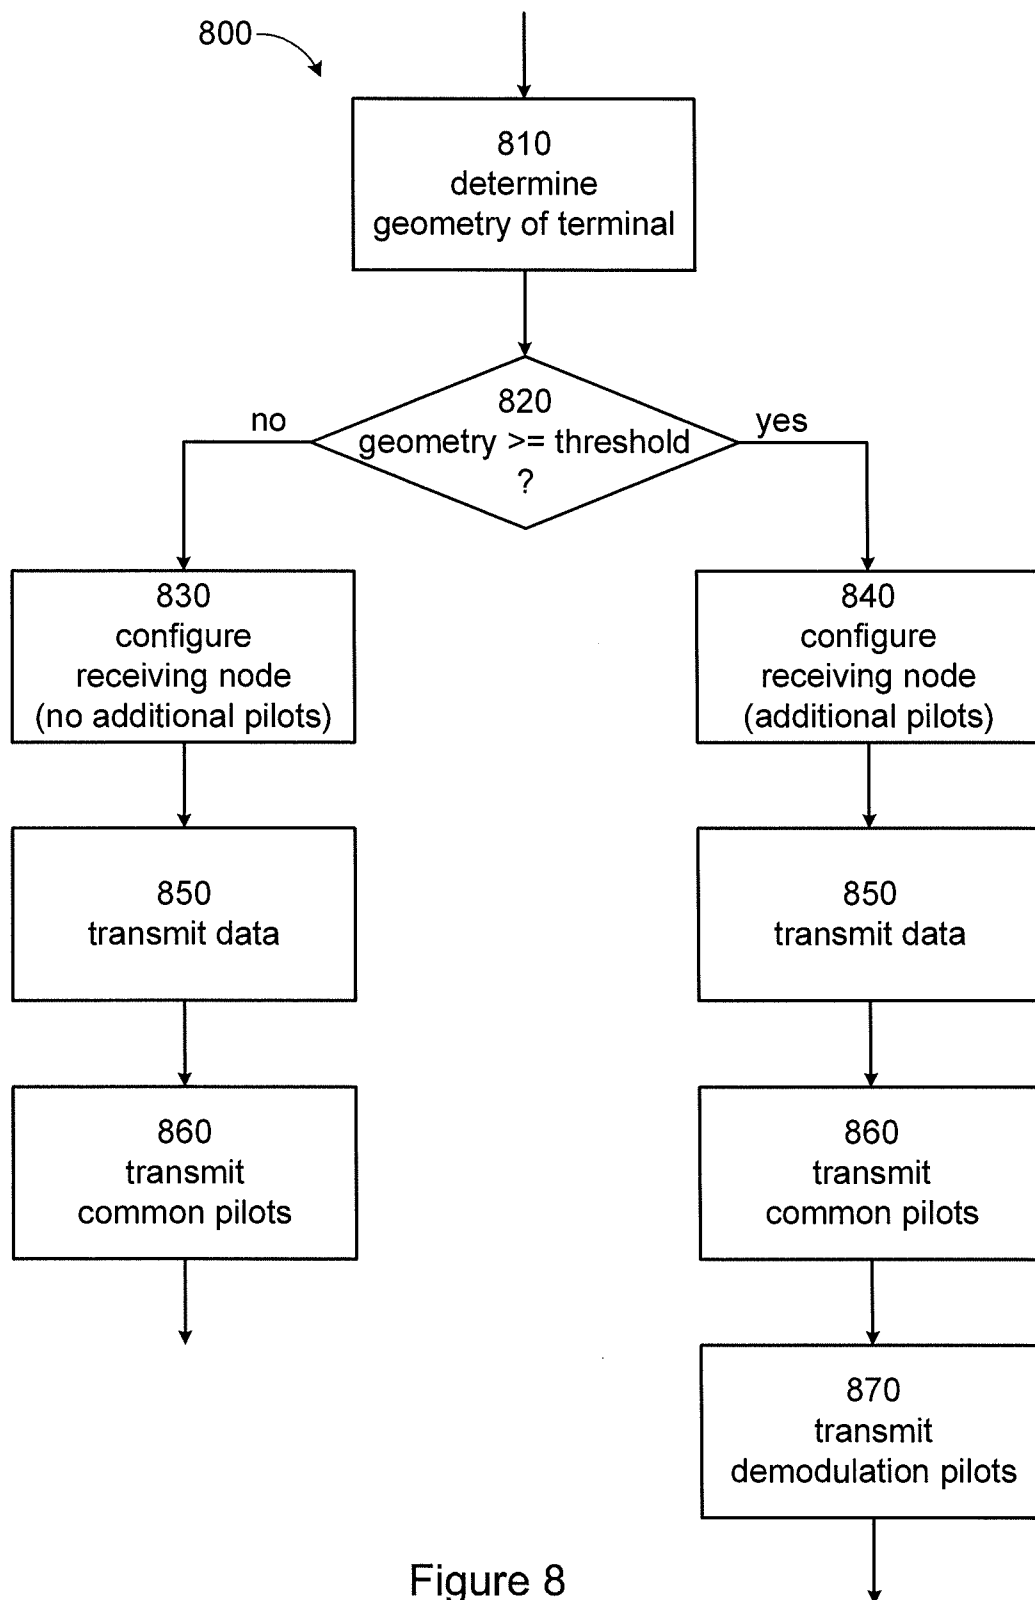 800
810
determine
geometry of terminal
820
geometry >= threshold
?
no
yes
830
configure
receiving node
(no additional pilots)
840
configure
receiving node
(additional pilots)
850
transmit data
850
transmit data
860
transmit
common pilots
860
transmit
common pilots
870
transmit
demodulation pilots
Figure 8